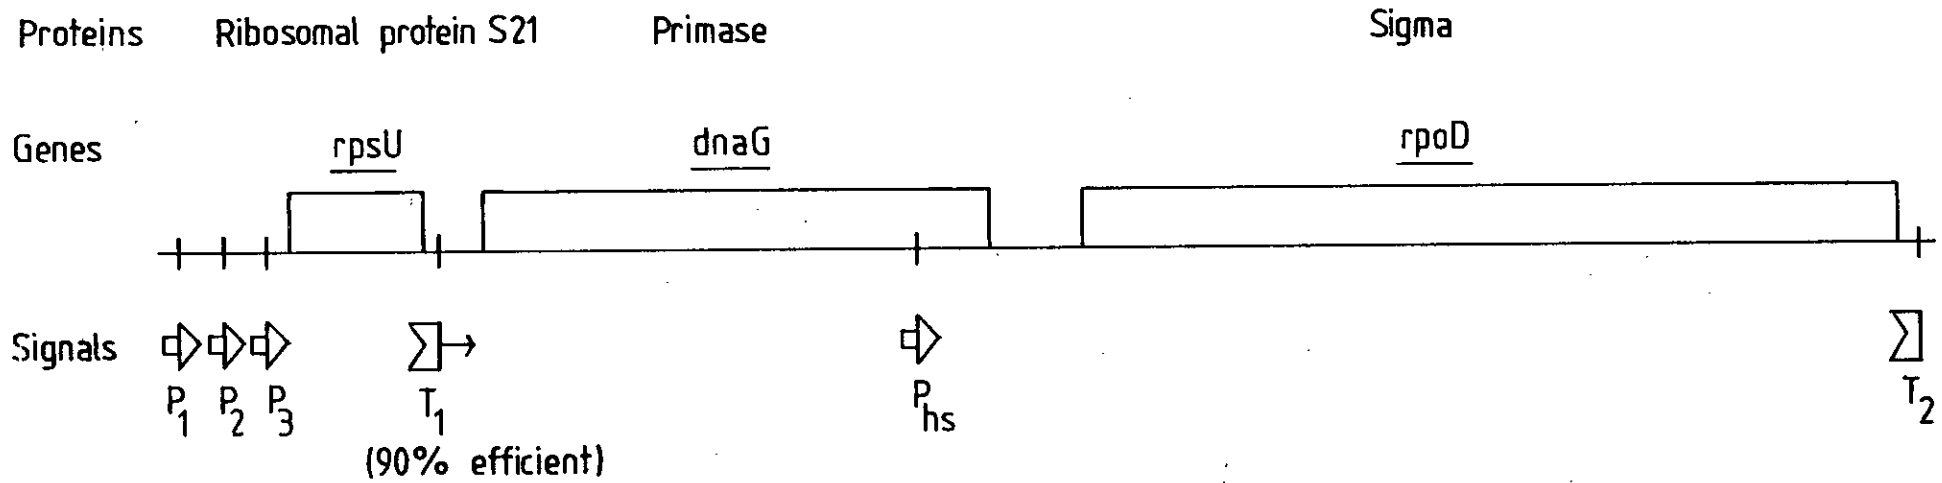 Proteins Ribosomal protein S21 Primase Sigma
Genes rpsU dnaG rpoD
Signals
P1 P2 P3 T1 Phs T2
(90% efficient)